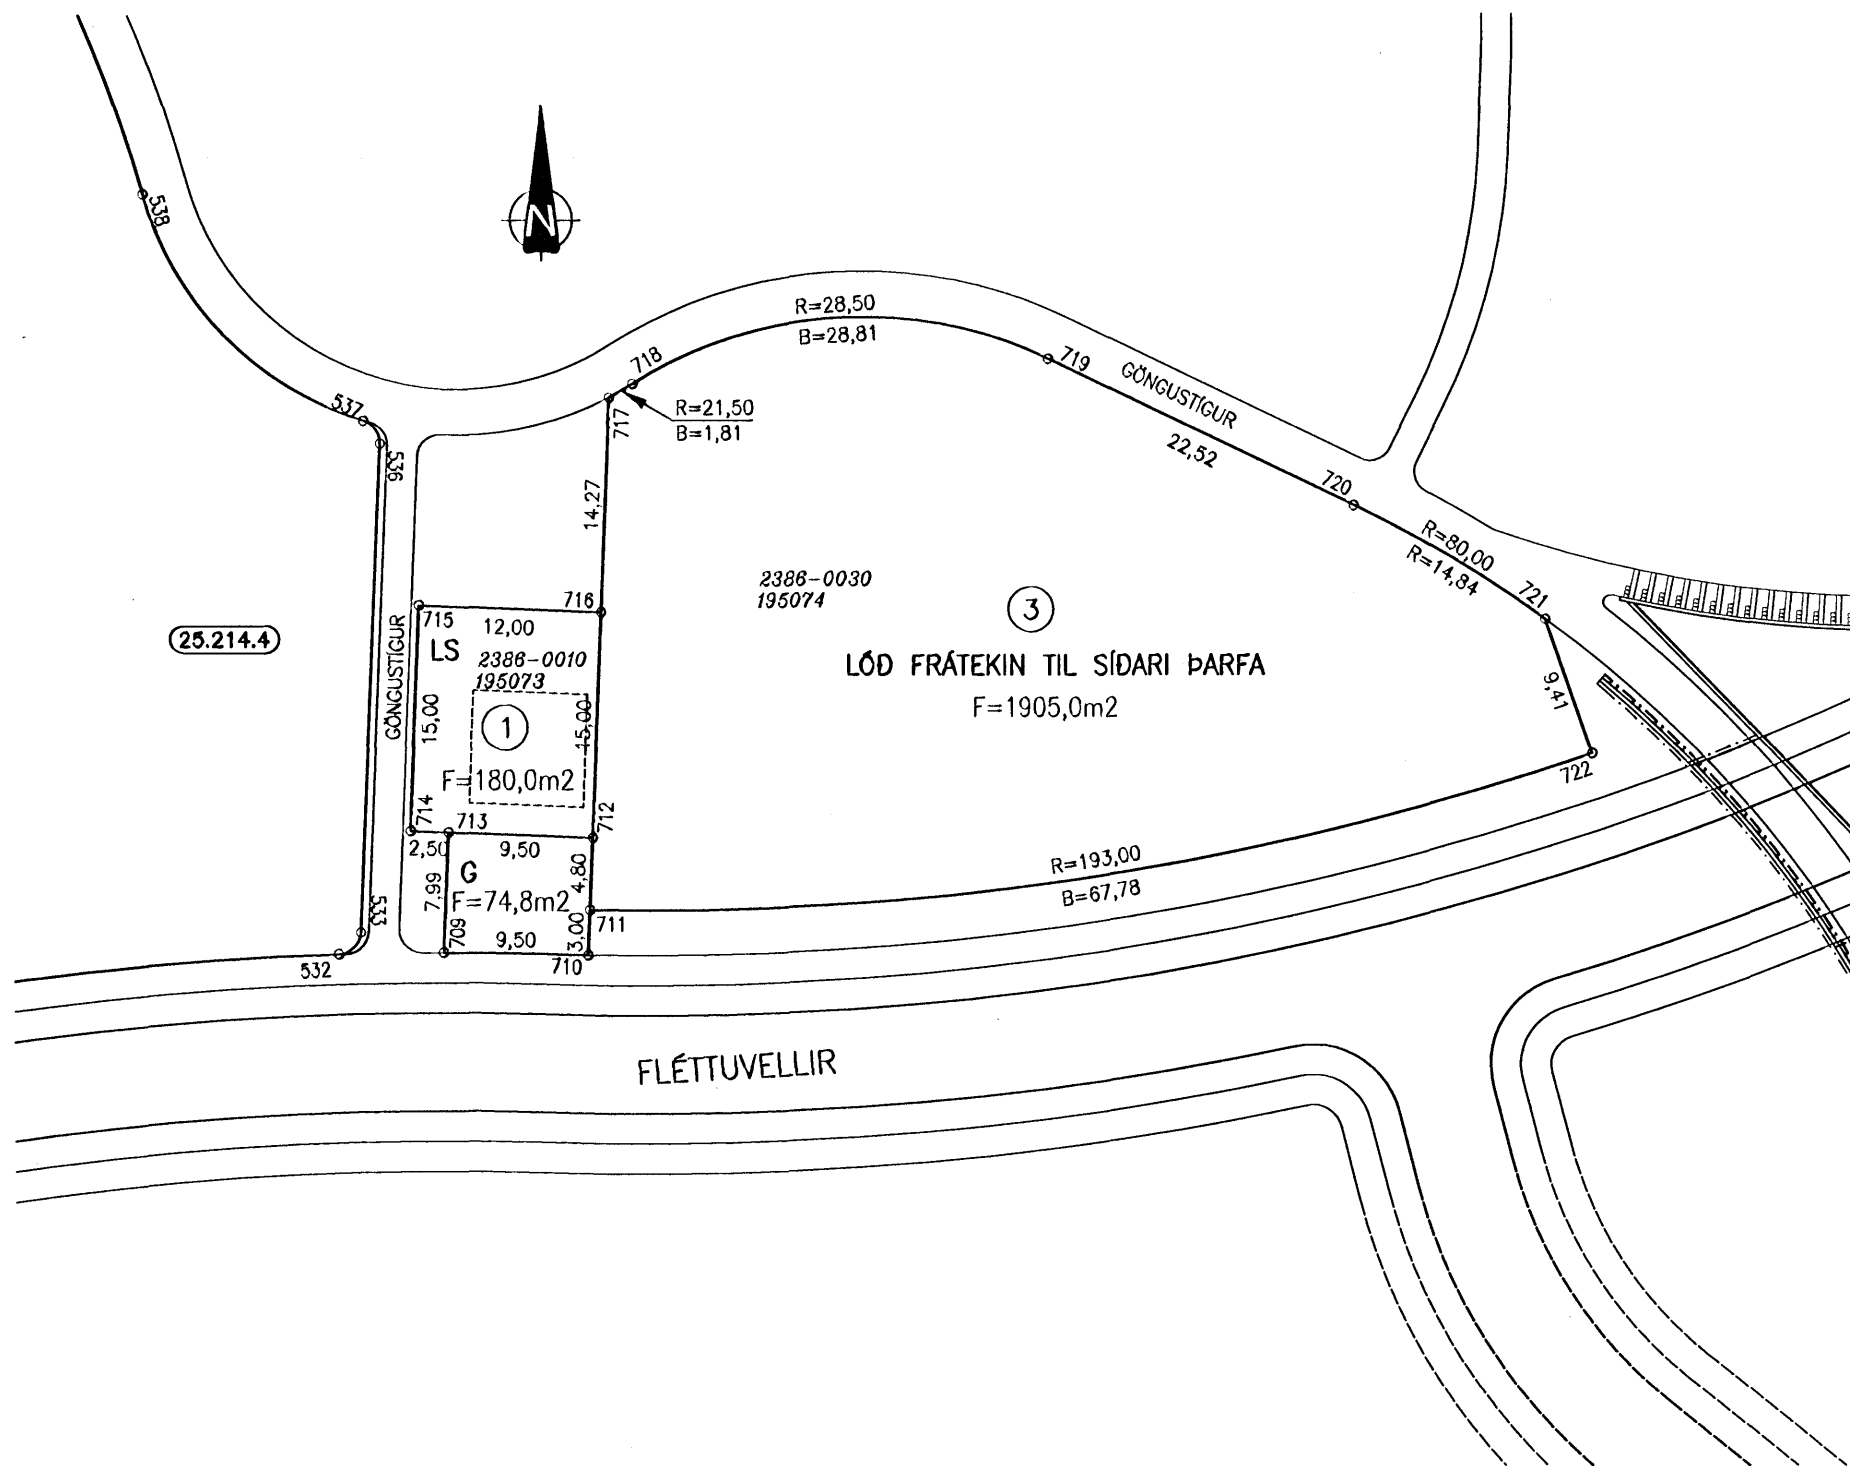 538
N
R=28,50
B=28,81
718
719
GÖNGUSTÍGUR
537
R=21,50
B=1,81
717
22,52
536
720
14,27
R=80,00
R=14,84
2386-0030
195074
3
716
715
12,00
721
25.214.4
GÖNGUSTÍGUR
LS
2386-0010
195073
LÓÐ FRÁTEKIN TIL SÍÐARI ÞARFA
F=1905,0m2
9,41
15,00
1
15,00
F=180,0m2
722
714
713
712
2,50
9,50
4,80
G
7,99
F=74,8m2
R=193,00
B=67,78
533
709
9,50
3,00
711
532
710
FLÉTTUVELLIR